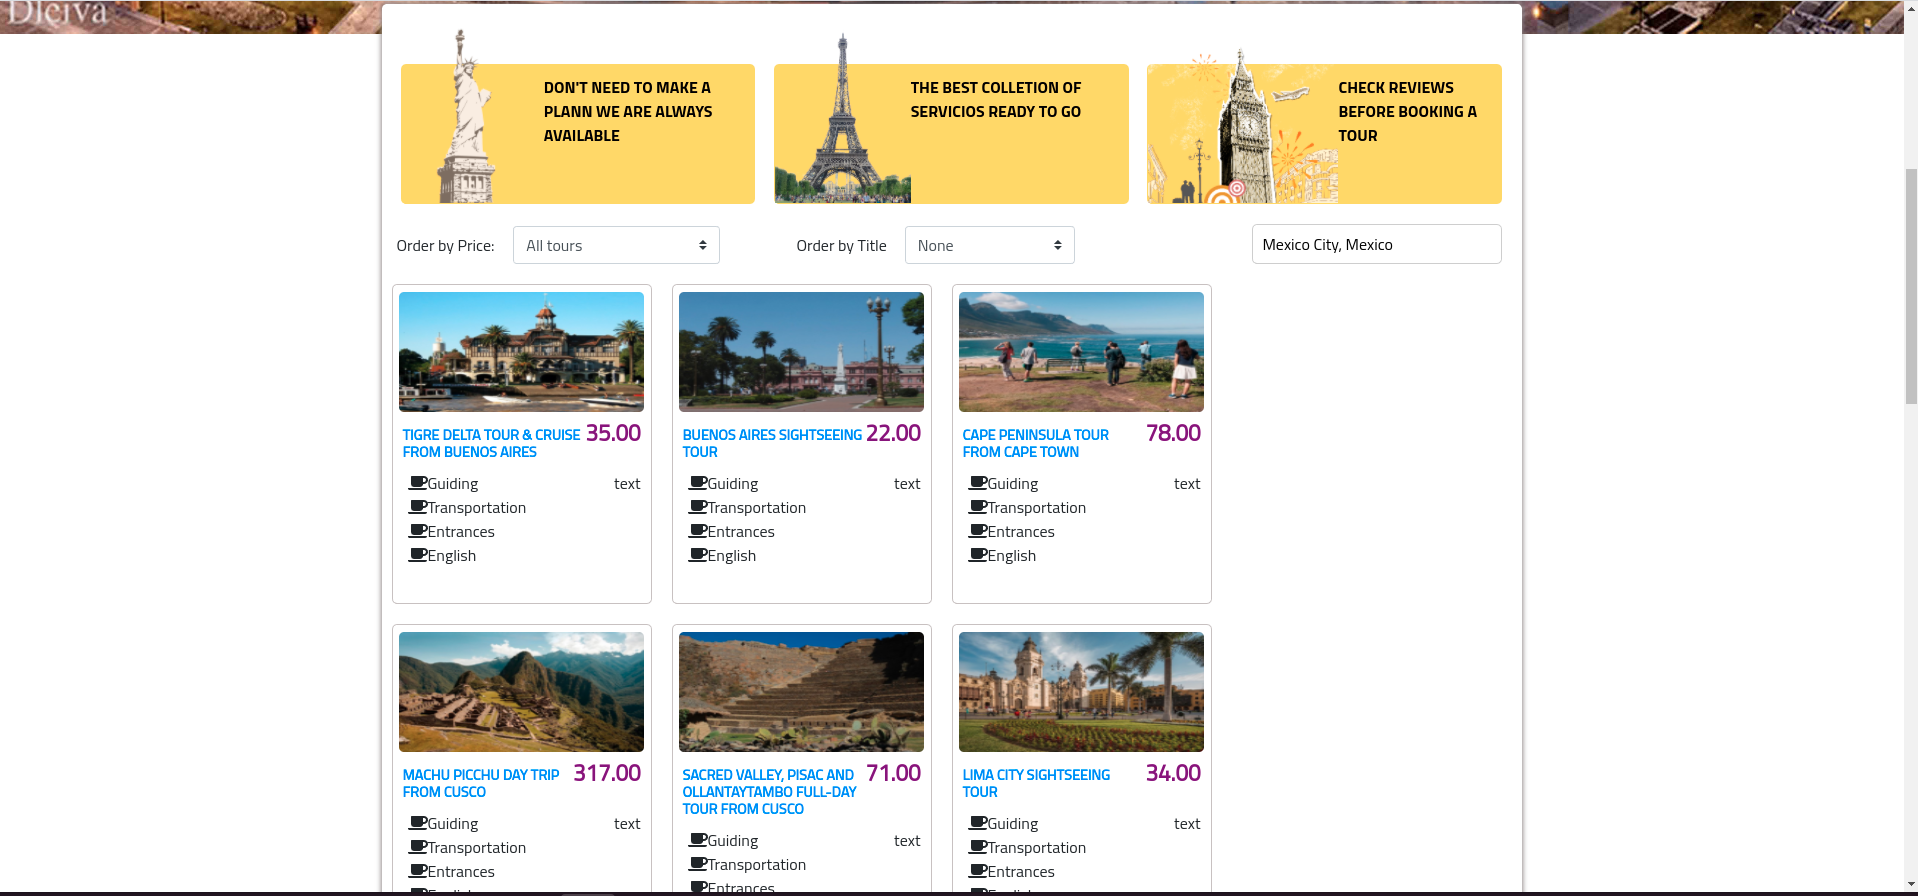 Dieiva
DON'T NEED TO MAKE A
PLANN WE ARE ALWAYS
AVAILABLE
THE BEST COLLETION OF
SERVICIOS READY TO GO
CHECK REVIEWS
BEFORE BOOKING A
TOUR
Order by Price:
All tours
Order by Title
None
Mexico City, Mexico
TIGRE DELTA TOUR & CRUISE
FROM BUENOS AIRES
35.00
Guiding
text
Transportation
Entrances
English
BUENOS AIRES SIGHTSEEING
TOUR
22.00
Guiding
text
Transportation
Entrances
English
CAPE PENINSULA TOUR
FROM CAPE TOWN
78.00
Guiding
text
Transportation
Entrances
English
MACHU PICCHU DAY TRIP
FROM CUSCO
317.00
Guiding
text
Transportation
Entrances
English
SACRED VALLEY, PISAC AND
OLLANTAYTAMBO FULL-DAY
TOUR FROM CUSCO
71.00
Guiding
text
Transportation
Entrances
LIMA CITY SIGHTSEEING
TOUR
34.00
Guiding
text
Transportation
Entrances
English